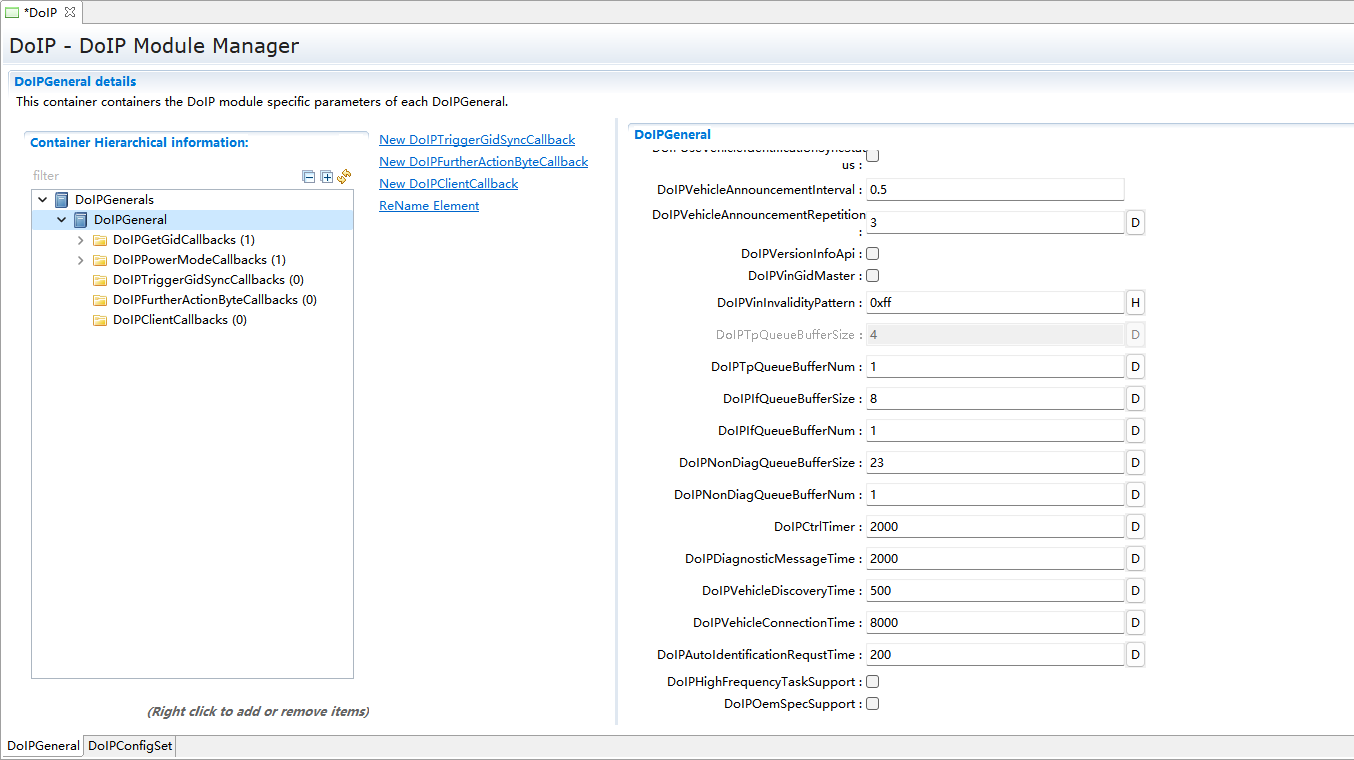 *DoIP
DoIP - DoIP Module Manager
DoIPGeneral details
This container containers the DoIP module specific parameters of each DoIPGeneral.
Container Hierarchical information:
filter
DoIPGenerals
DoIPGeneral
DoIPGetGidCallbacks (1)
DoIPPowerModeCallbacks (1)
DoIPTriggerGidSyncCallbacks (0)
DoIPFurtherActionByteCallbacks (0)
DoIPClientCallbacks (0)
(Right click to add or remove items)
New DoIPTriggerGidSyncCallback
New DoIPFurtherActionByteCallback
New DoIPClientCallback
ReName Element
DoIPGeneral
DoIPUseVehicleIdentificationSyncStat
us :
DoIPVehicleAnnouncementInterval : 0.5
DoIPVehicleAnnouncementRepetition
: 3 D
DoIPVersionInfoApi :
DoIPVinGidMaster :
DoIPVinInvalidityPattern : 0xff H
DoIPTpQueueBufferSize : 4 D
DoIPTpQueueBufferNum : 1 D
DoIPIfQueueBufferSize : 8 D
DoIPIfQueueBufferNum : 1 D
DoIPNonDiagQueueBufferSize : 23 D
DoIPNonDiagQueueBufferNum : 1 D
DoIPCtrlTimer : 2000 D
DoIPDiagnosticMessageTime : 2000 D
DoIPVehicleDiscoveryTime : 500 D
DoIPVehicleConnectionTime : 8000 D
DoIPAutoIdentificationRequstTime : 200 D
DoIPHighFrequencyTaskSupport :
DoIPOemSpecSupport :
DoIPGeneral DoIPConfigSet